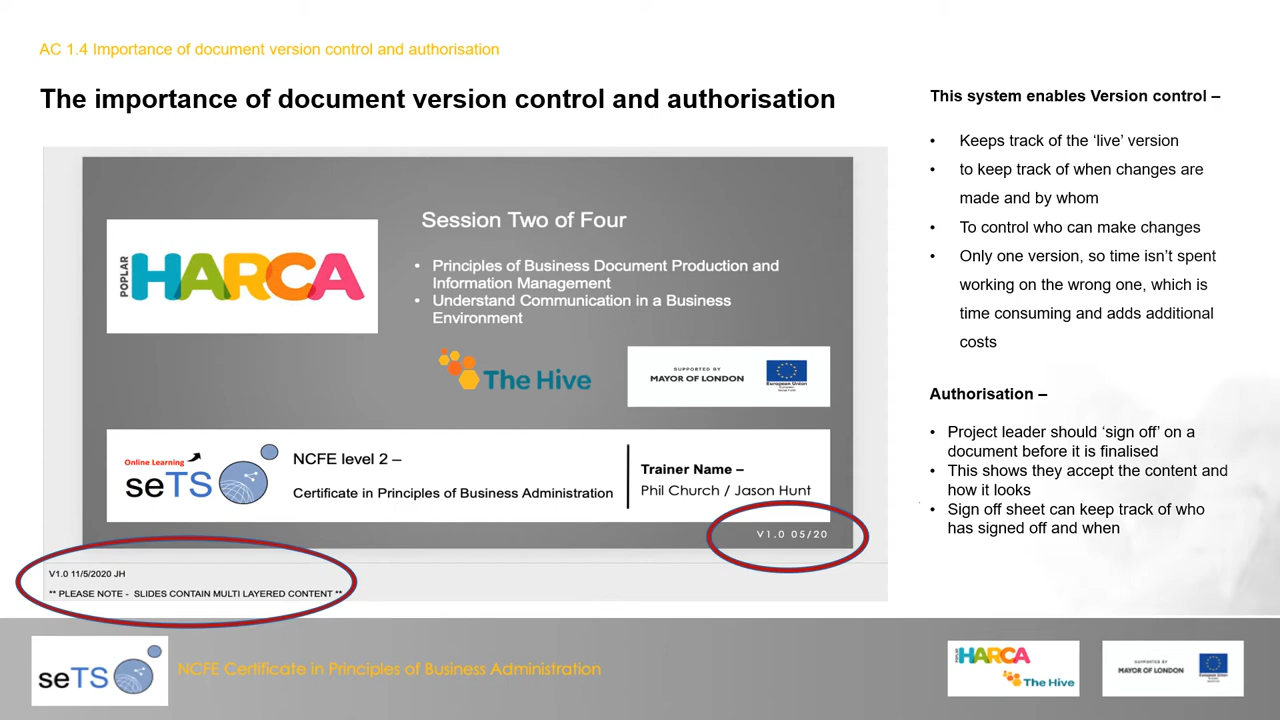 AC 1.4 Importance of document version control and authorisation
The importance of document version control and authorisation
POPLAR
HARCA
Session Two of Four
• Principles of Business Document Production and
Information Management
• Understand Communication in a Business
Environment
The Hive
SUPPORTED BY
MAYOR OF LONDON
European Union
Online Learning
seTS
NCFE level 2 –
Certificate in Principles of Business Administration
Trainer Name –
Phil Church / Jason Hunt
V1.0 05/20
V1.0 11/5/2020 JH
** PLEASE NOTE - SLIDES CONTAIN MULTI LAYERED CONTENT **
This system enables Version control –
• Keeps track of the ‘live’ version
• to keep track of when changes are
made and by whom
• To control who can make changes
• Only one version, so time isn’t spent
working on the wrong one, which is
time consuming and adds additional
costs
Authorisation –
• Project leader should ‘sign off’ on a
document before it is finalised
• This shows they accept the content and
how it looks
• Sign off sheet can keep track of who
has signed off and when
seTS
NCFE Certificate in Principles of Business Administration
POPLAR
HARCA
The Hive
SUPPORTED BY
MAYOR OF LONDON